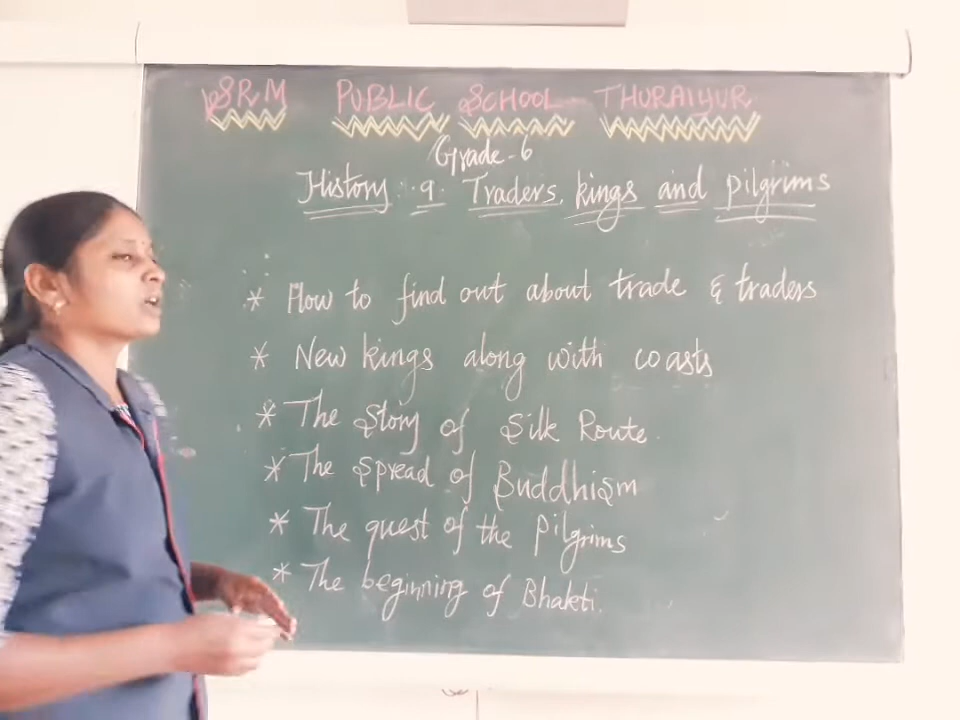 SRM PUBLIC SCHOOL THURAIYUR
Grade-6
History : 9. Traders, kings and pilgrims
* How to find out about trade & traders
* New kings along with coasts
* The Story of Silk Route.
* The Spread of Buddhism
* The quest of the Pilgrims
* The beginning of Bhakti.